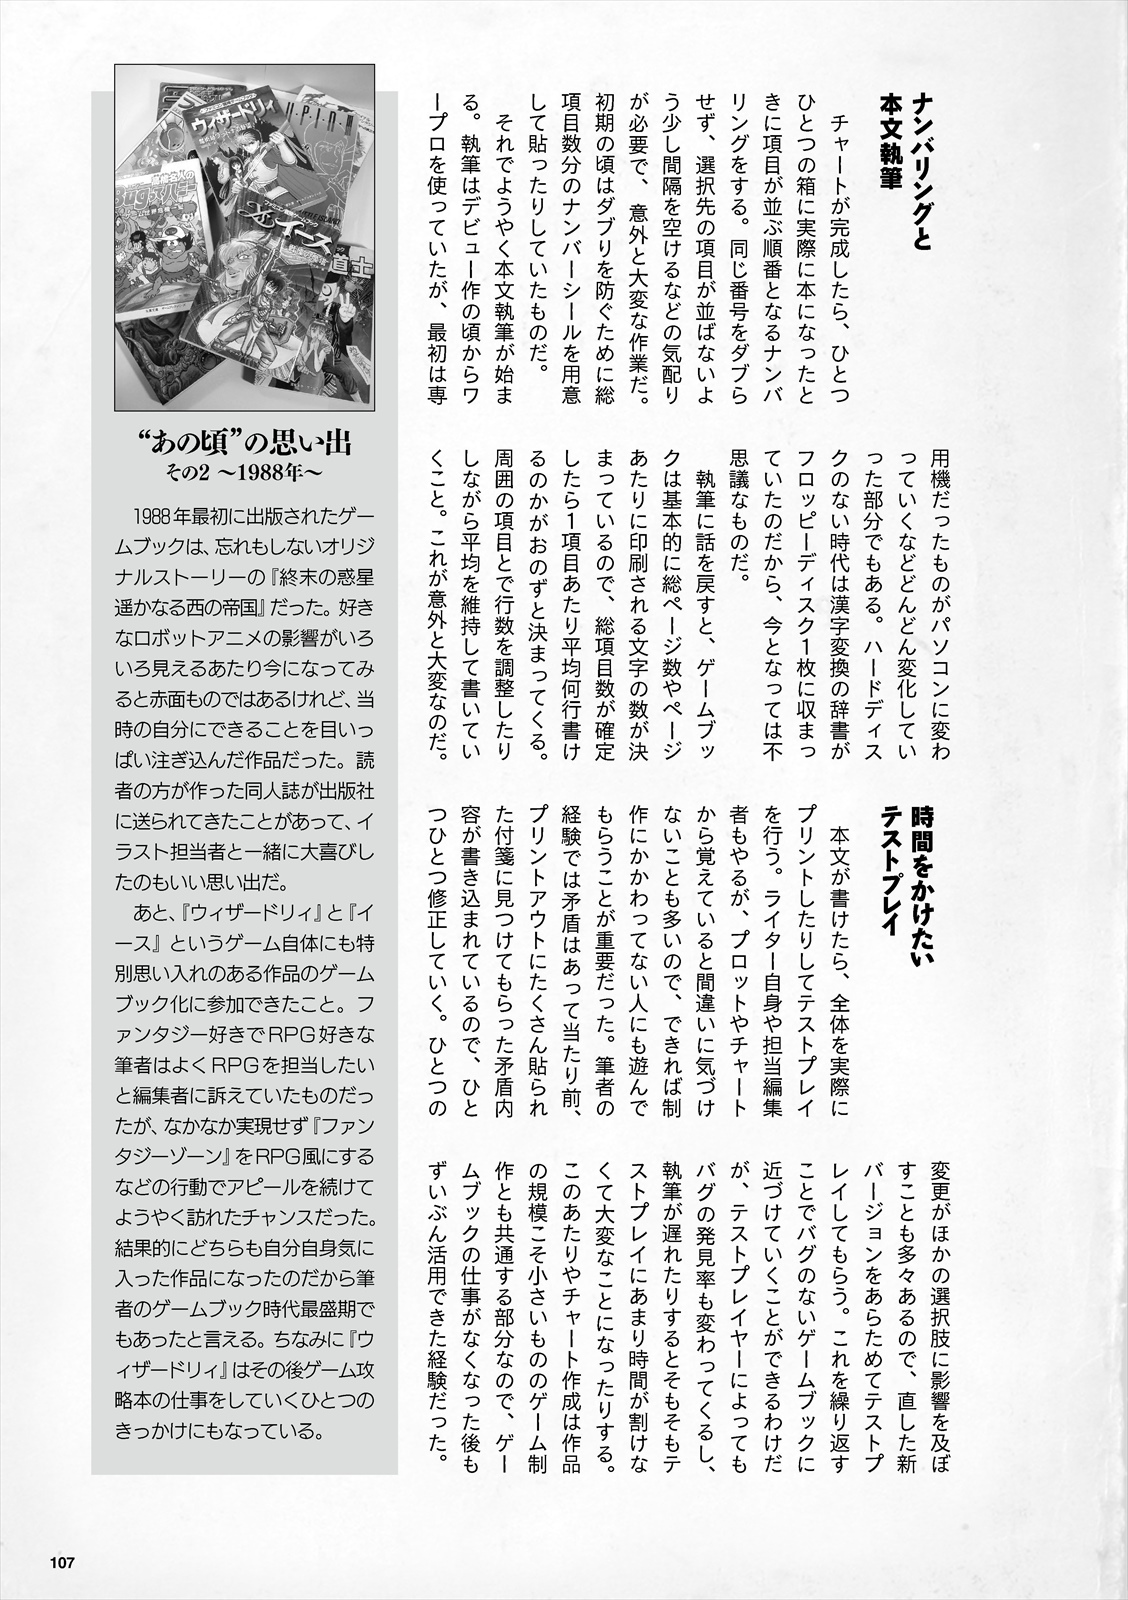 ナンバリングと
本文執筆
チャートが完成したら、ひとつ
ひとつの箱に実際に本になったと
きに項目が並ぶ順番となるナンバ
リングをする。同じ番号をダブら
せず、選択先の項目が並ばないよ
う少し間隔を空けるなどの気配り
が必要で、意外と大変な作業だ。
初期の頃はダブりを防ぐために総
項目数分のナンバーシールを用意
して貼ったりしていたものだ。
それでようやく本文執筆が始ま
る。執筆はデビュー作の頃からワ
ープロを使っていたが、最初は専
用機だったものがパソコンに変わ
っていくなどどんどん変化してい
った部分でもある。ハードディス
クのない時代は漢字変換の辞書が
フロッピーディスク1枚に収まっ
ていたのだから、今となっては不
思議なものだ。
執筆に話を戻すと、ゲームブッ
クは基本的に総ページ数やページ
あたりに印刷される文字の数が決
まっているので、総項目数が確定
したら1項目あたり平均何行書け
るのかがおのずと決まってくる。
周囲の項目とで行数を調整したり
しながら平均を維持して書いてい
くこと。これが意外と大変なのだ。
時間をかけたい
テストプレイ
本文が書けたら、全体を実際に
プリントしたりしてテストプレイ
を行う。ライター自身や担当編集
者もやるが、プロットやチャート
から覚えていると間違いに気づけ
ないことも多いので、できれば制
作にかかわってない人にも遊んで
もらうことが重要だった。筆者の
経験では矛盾はあって当たり前、
プリントアウトにたくさん貼られ
た付箋に見つけてもらった矛盾内
容が書き込まれているので、ひと
つひとつ修正していく。ひとつの
変更がほかの選択肢に影響を及ぼ
すことも多々あるので、直した新
バージョンをあらためてテストプ
レイしてもらう。これを繰り返す
ことでバグのないゲームブックに
近づけていくことができるわけだ
が、テストプレイヤーによっても
バグの発見率も変わってくるし、
執筆が遅れたりするとそもそもテ
ストプレイにあまり時間が割けな
くて大変なことになったりする。
このあたりやチャート作成は作品
の規模こそ小さいもののゲーム制
作とも共通する部分なので、ゲー
ムブックの仕事がなくなった後も
ずいぶん活用できた経験だった。
ウィザードリィ
イース
道士
“あの頃”の思い出
その2 〜1988年〜
1988年最初に出版されたゲー
ムブックは、忘れもしないオリジ
ナルストーリーの『終末の惑星
遥かなる西の帝国』だった。好き
なロボットアニメの影響がいろ
いろ見えるあたり今になってみ
ると赤面ものではあるけれど、当
時の自分にできることを目いっ
ぱい注ぎ込んだ作品だった。読
者の方が作った同人誌が出版社
に送られてきたことがあって、イ
ラスト担当者と一緒に大喜びし
たのもいい思い出だ。
あと、『ウィザードリィ』と『イ
ース』というゲーム自体にも特
別思い入れのある作品のゲーム
ブック化に参加できたこと。フ
ァンタジー好きでRPG好きな
筆者はよくRPGを担当したい
と編集者に訴えていたものだっ
たが、なかなか実現せず『ファン
タジーゾーン』をRPG風にする
などの行動でアピールを続けて
ようやく訪れたチャンスだった。
結果的にどちらも自分自身気に
入った作品になったのだから筆
者のゲームブック時代最盛期で
もあったと言える。ちなみに『ウ
ィザードリィ』はその後ゲーム攻
略本の仕事をしていくひとつの
きっかけにもなっている。
107